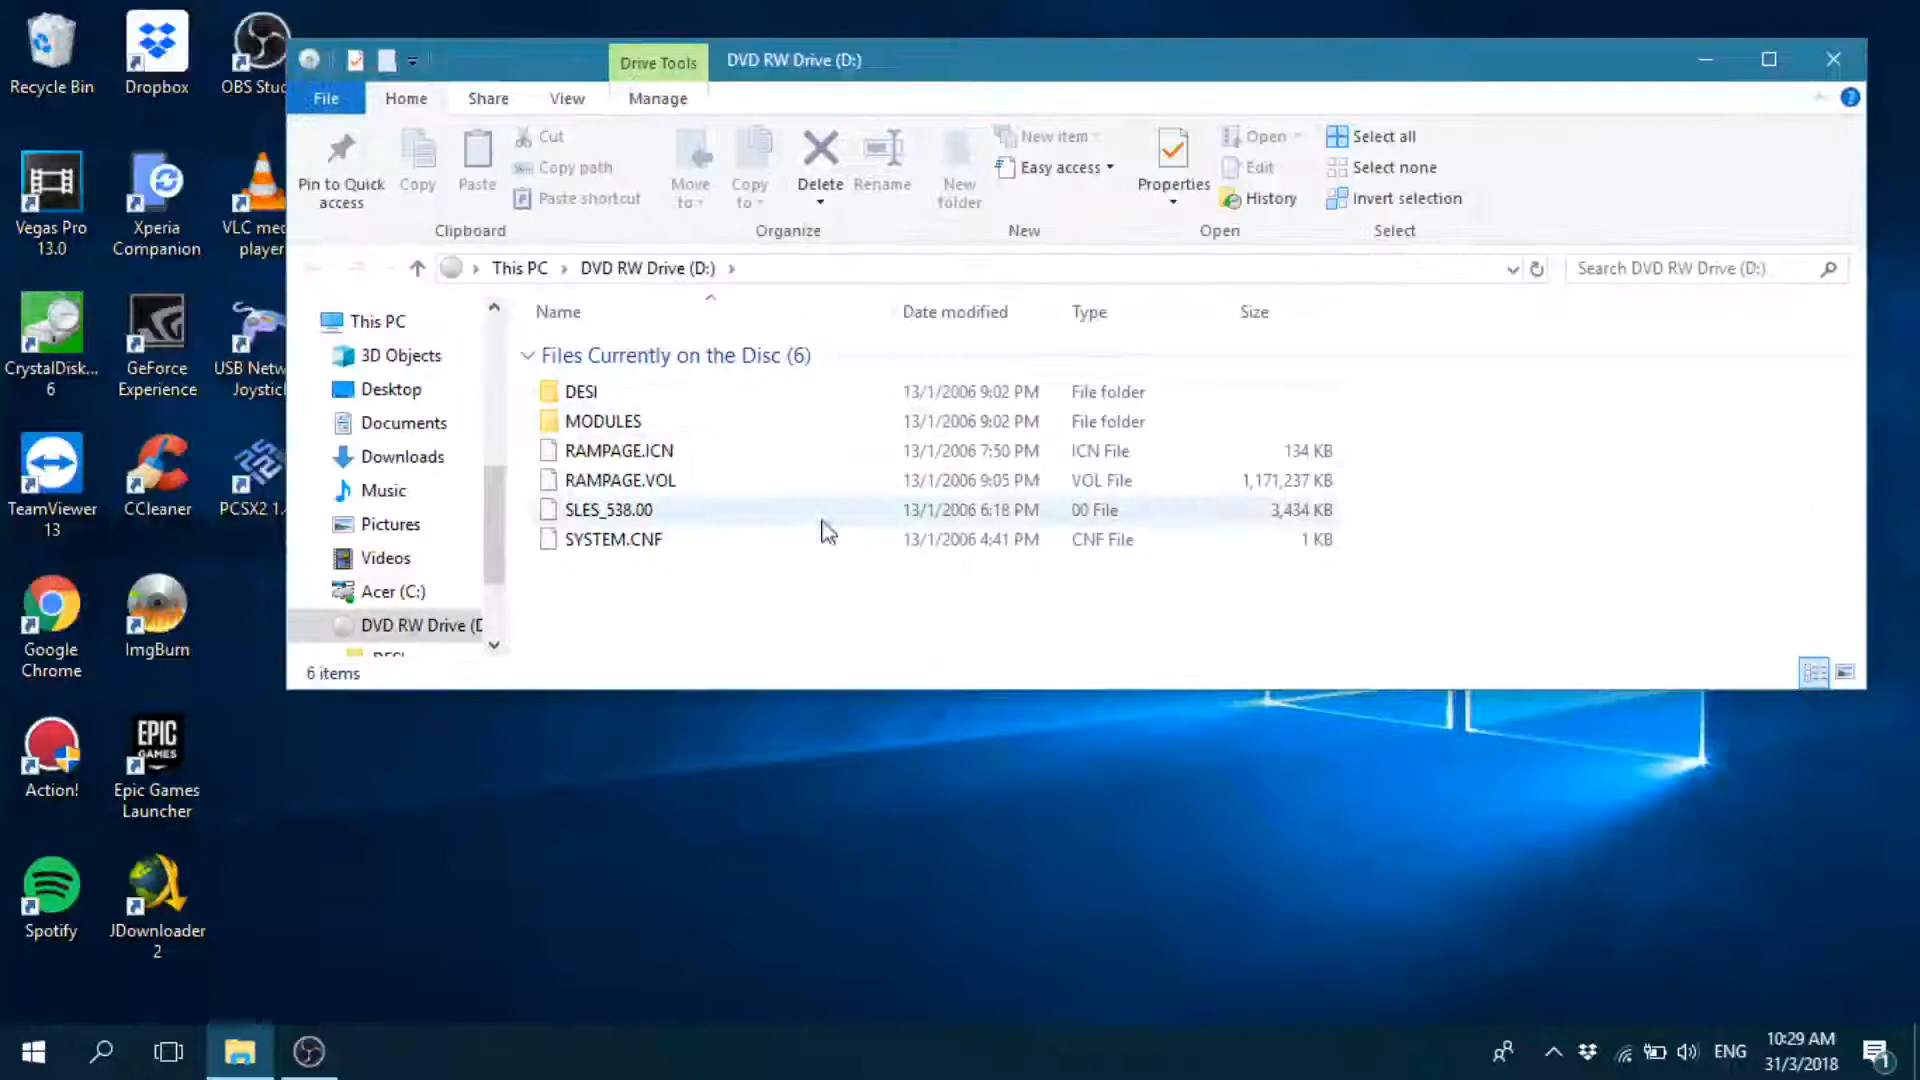 Recycle Bin
Dropbox
OBS Stu
Vegas Pro
13.0
Xperia
Companion
VLC me
player
CrystalDisk...
6
GeForce
Experience
USB Netw
Joystic
TeamViewer
13
CCleaner
PCSX2 1.
Google
Chrome
ImgBurn
Action!
EPIC
GAMES
Epic Games
Launcher
Spotify
JDownloader
2
Drive Tools
DVD RW Drive (D:)
File
Home
Share
View
Manage
Pin to Quick
access
Copy
Paste
Cut
Copy path
Paste shortcut
Clipboard
Move
to
Copy
to
Delete
Rename
Organize
New
folder
New item
Easy access
New
Properties
Open
Edit
History
Open
Select all
Select none
Invert selection
Select
This PC > DVD RW Drive (D:) >
Search DVD RW Drive (D:)
This PC
3D Objects
Desktop
Documents
Downloads
Music
Pictures
Videos
Acer (C:)
DVD RW Drive (D
DESI
Name Date modified Type Size
Files Currently on the Disc (6)
DESI 13/1/2006 9:02 PM File folder
MODULES 13/1/2006 9:02 PM File folder
RAMPAGE.ICN 13/1/2006 7:50 PM ICN File 134 KB
RAMPAGE.VOL 13/1/2006 9:05 PM VOL File 1,171,237 KB
SLES_538.00 13/1/2006 6:18 PM 00 File 3,434 KB
SYSTEM.CNF 13/1/2006 4:41 PM CNF File 1 KB
6 items
ENG
10:29 AM
31/3/2018
1